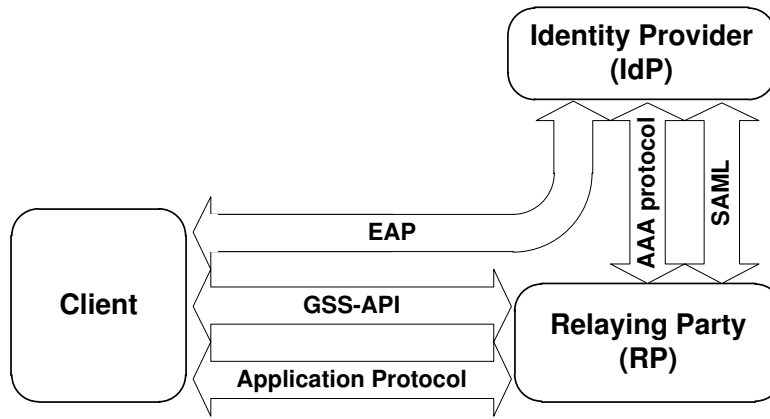 Identity Provider
(IdP)
AAA protocol
SAML
EAP
Client
GSS-API
Relaying Party
(RP)
Application Protocol